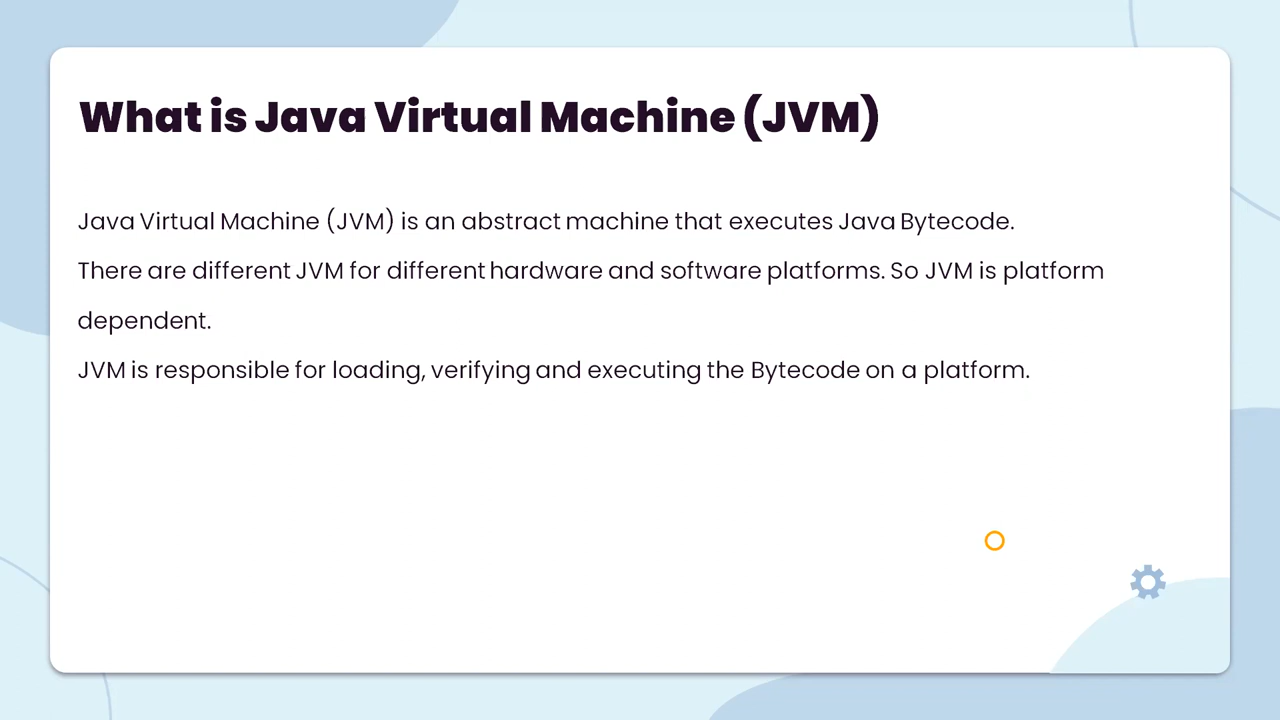 What is Java Virtual Machine (JVM)
Java Virtual Machine (JVM) is an abstract machine that executes Java Bytecode.
There are different JVM for different hardware and software platforms. So JVM is platform
dependent.
JVM is responsible for loading, verifying and executing the Bytecode on a platform.